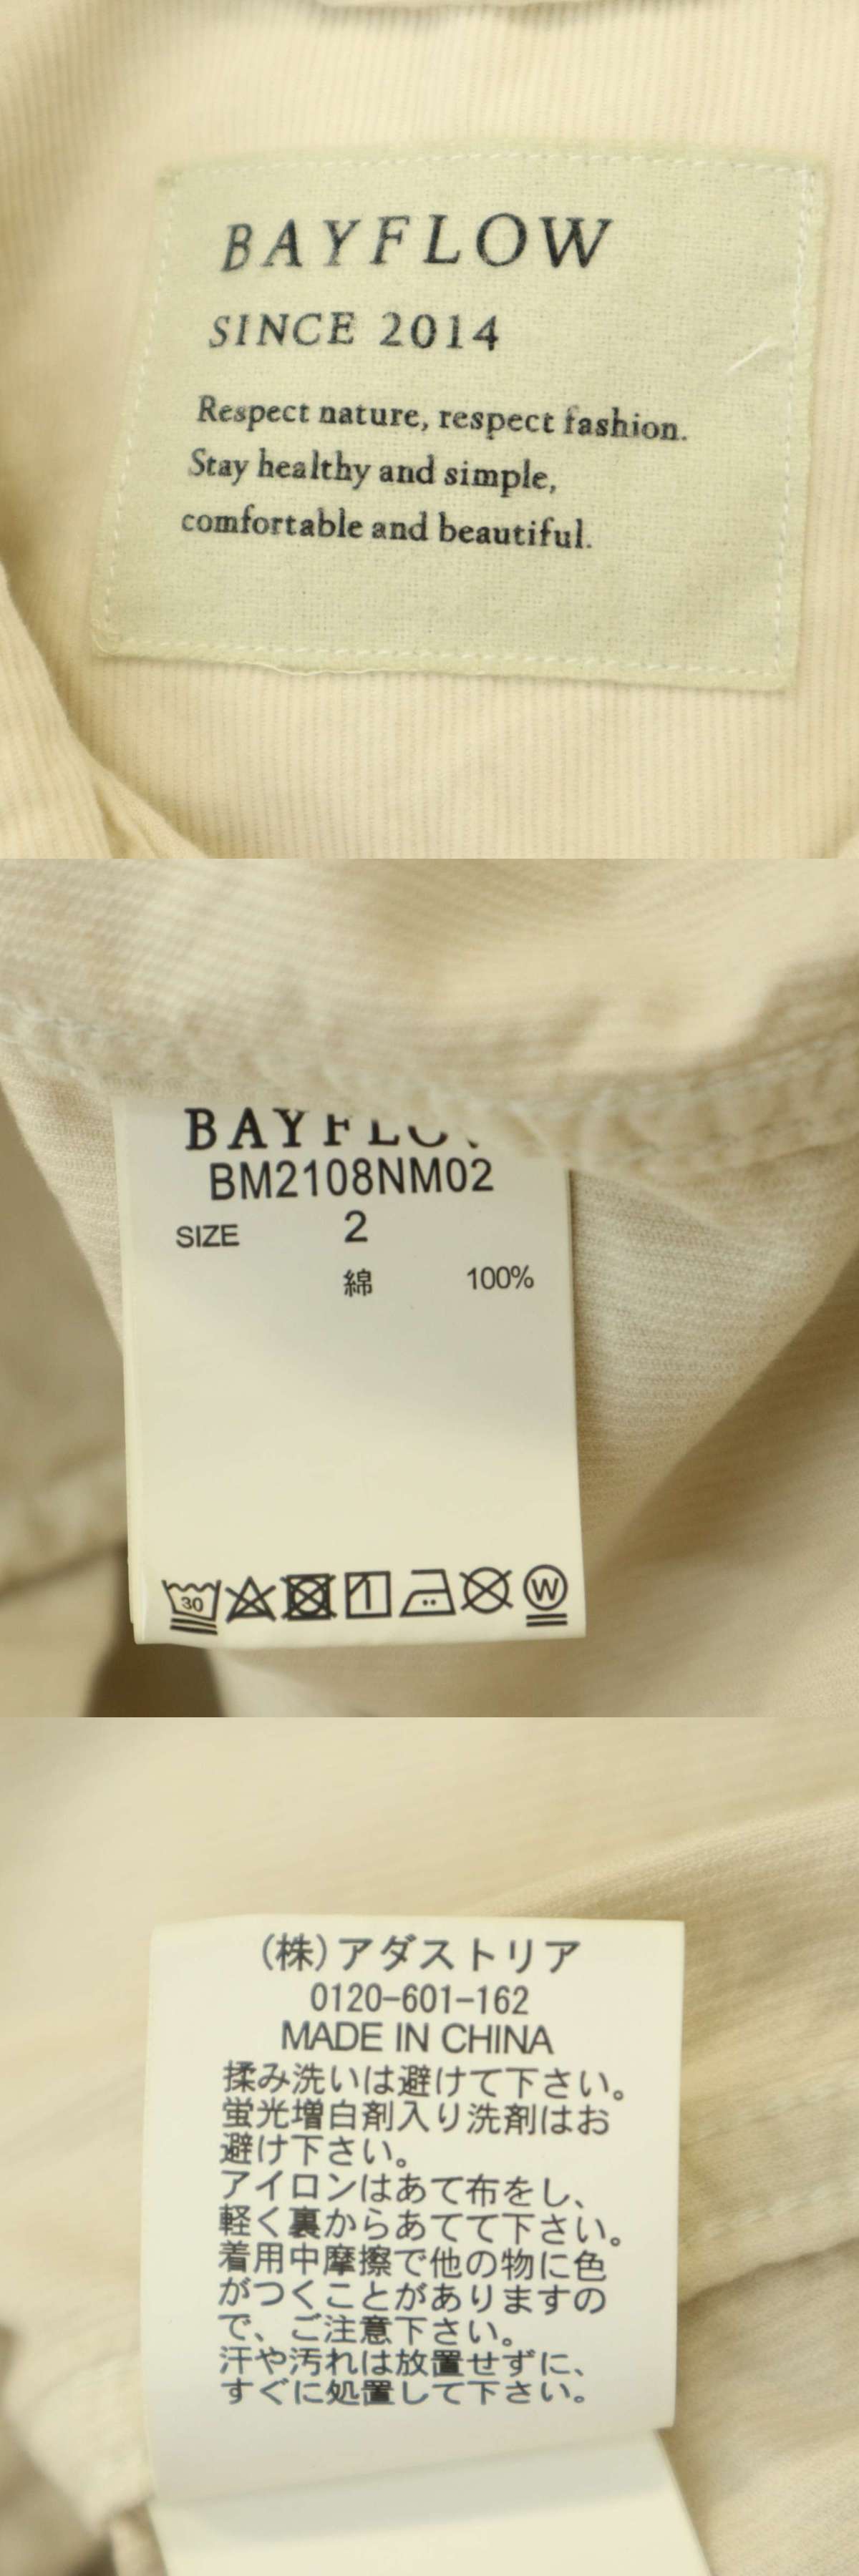 BAYFLOW
SINCE 2014
Respect nature, respect fashion.
Stay healthy and simple,
comfortable and beautiful.
BAYFLOW
BM2108NM02
SIZE 2
綿 100%
30
W
(株)アダストリア
0120-601-162
MADE IN CHINA
揉み洗いは避けて下さい。
蛍光増白剤入り洗剤はお
避け下さい。
アイロンはあて布をし、
軽く裏からあてて下さい。
着用中摩擦で他の物に色
がつくことがありますの
で、ご注意下さい。
汗や汚れは放置せずに、
すぐに処置して下さい。